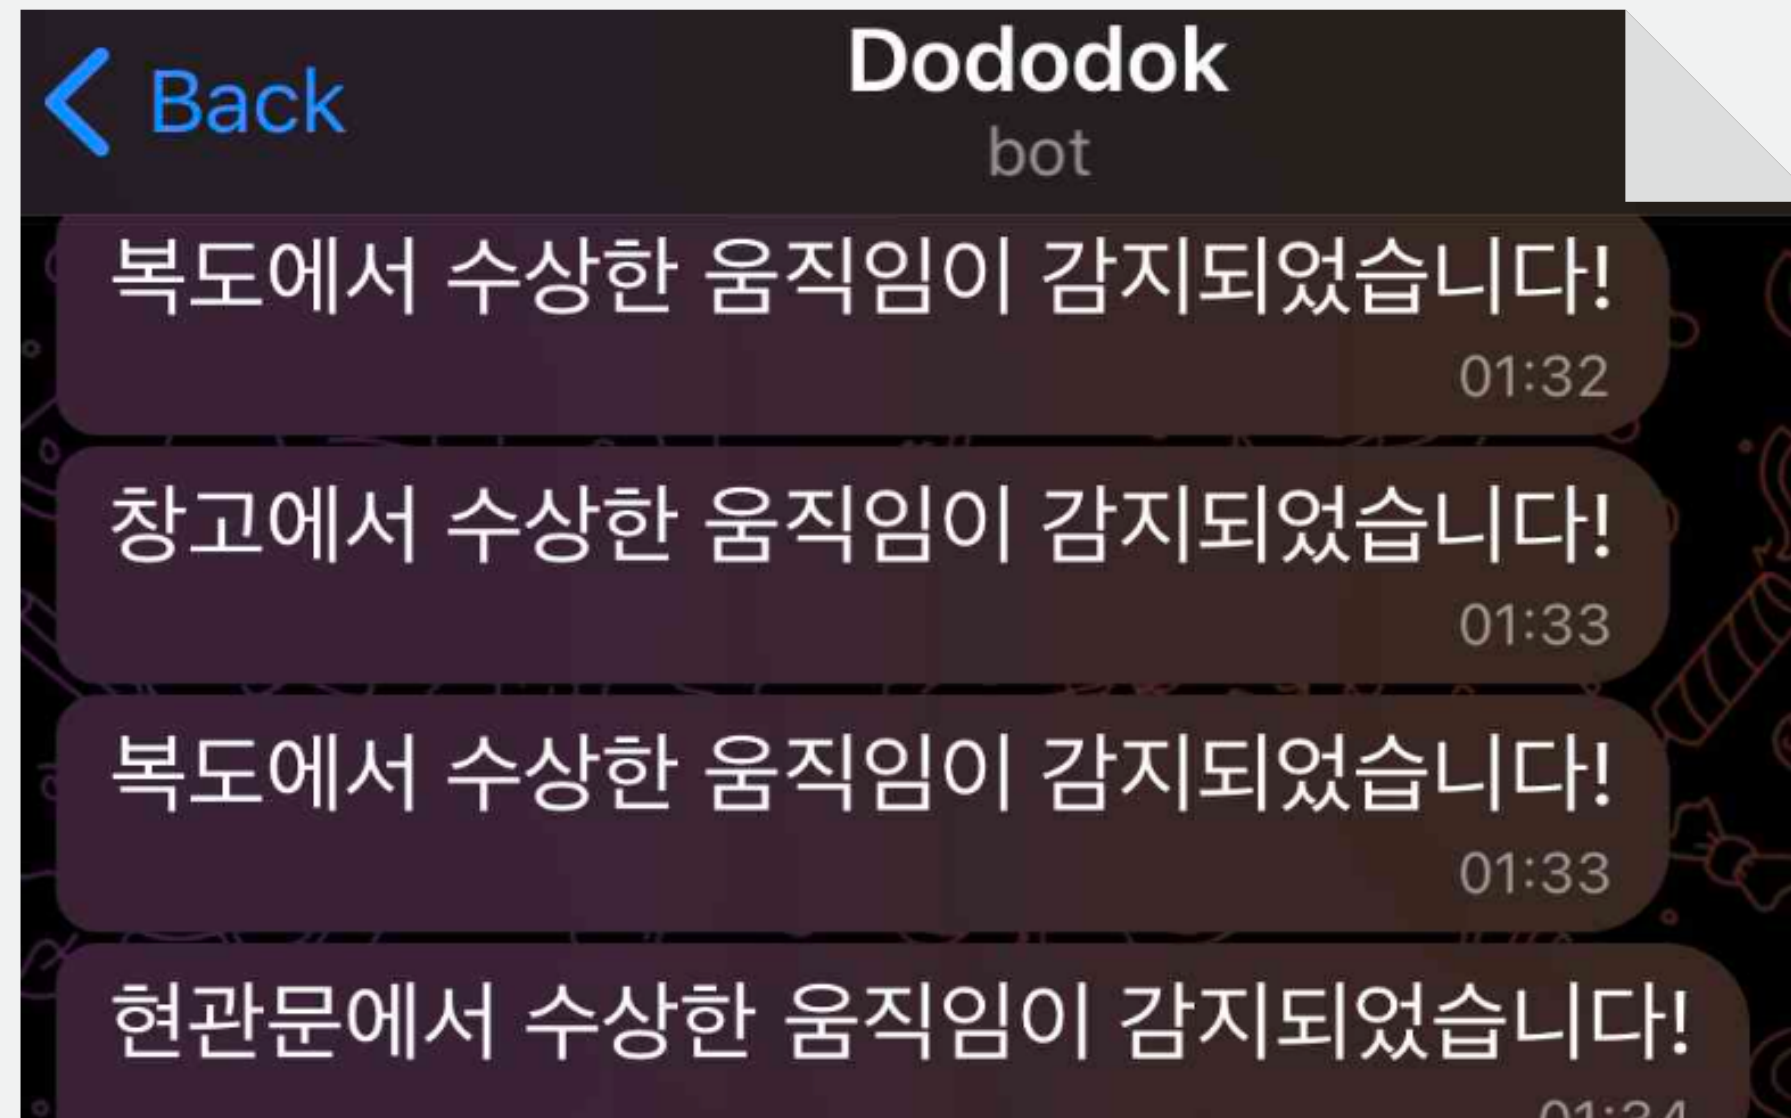 Back
Dododok
bot
복도에서 수상한 움직임이 감지되었습니다!
01:32
창고에서 수상한 움직임이 감지되었습니다!
01:33
복도에서 수상한 움직임이 감지되었습니다!
01:33
현관문에서 수상한 움직임이 감지되었습니다!
01:34